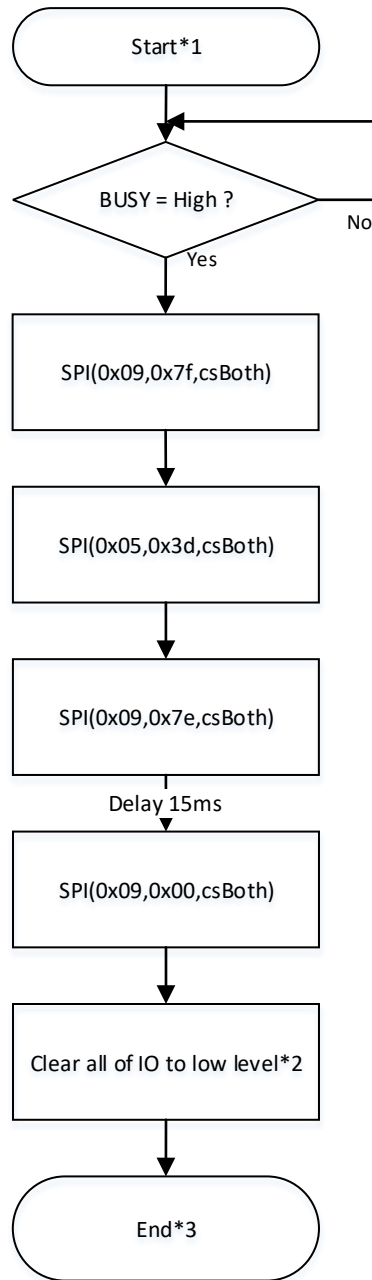 Start*1
BUSY = High ?
No
Yes
SPI(0x09,0x7f,csBoth)
SPI(0x05,0x3d,csBoth)
SPI(0x09,0x7e,csBoth)
Delay 15ms
SPI(0x09,0x00,csBoth)
Clear all of IO to low level*2
End*3